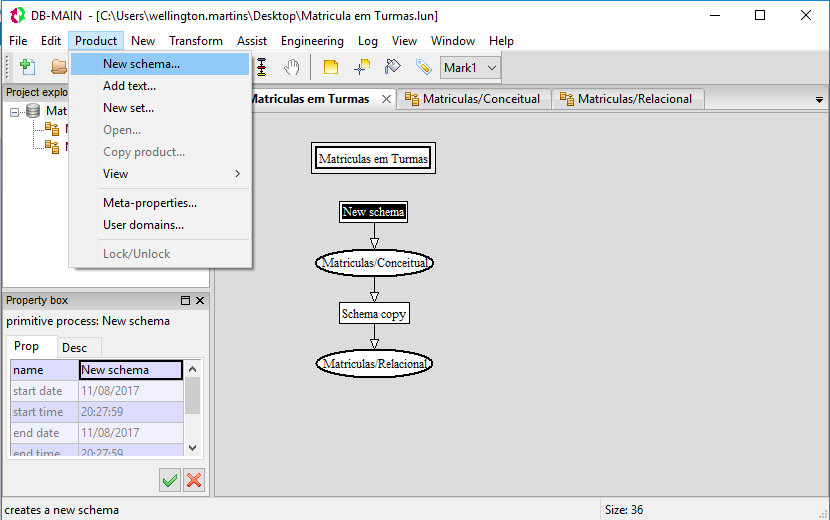 DB-MAIN - [C:\Users\wellington.martins\Desktop\Matricula em Turmas.lun]
File Edit Product New Transform Assist Engineering Log View Window Help
Mark1
New schema...
Add text...
New set...
Open...
Copy product...
View
Meta-properties...
User domains...
Lock/Unlock
Project explo
Mat
Matriculas em Turmas
Matriculas/Conceitual
Matriculas/Relacional
Matriculas em Turmas
New schema
Matriculas/Conceitual
Schema copy
Matriculas/Relacional
Property box
primitive process: New schema
Prop Desc
name New schema
start date 11/08/2017
start time 20:27:59
end date 11/08/2017
end time 20:27:59
creates a new schema
Size: 36